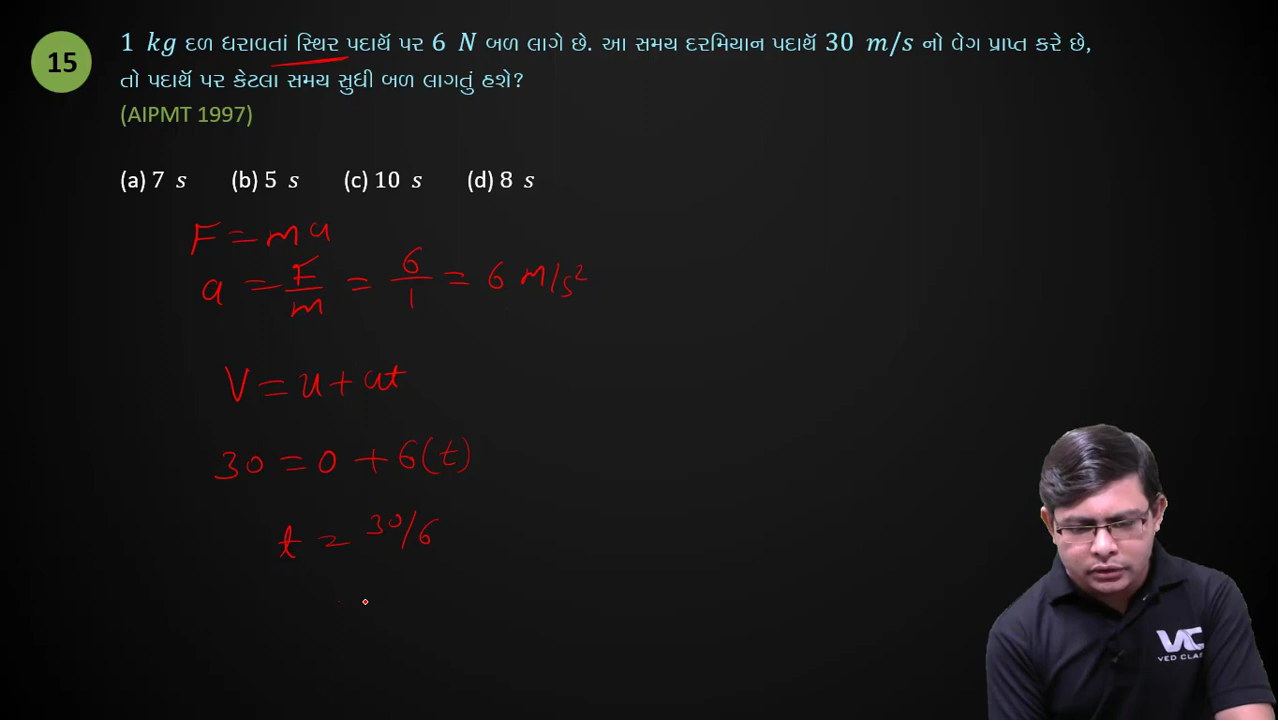 15
1 kg દળ ધરાવતાં સ્થિર પદાર્થ પર 6 N બળ લાગે છે. આ સમય દરમિયાન પદાર્થ 30 m/s નો વેગ પ્રાપ્ત કરે છે,
તો પદાર્થ પર કેટલા સમય સુધી બળ લાગતું હશે?
(AIPMT 1997)
(a) 7 s (b) 5 s (c) 10 s (d) 8 s
F = ma
a = F/m = 6/1 = 6 m/s²
V = u + at
30 = 0 + 6(t)
t = 30/6
VC
VED CLAS